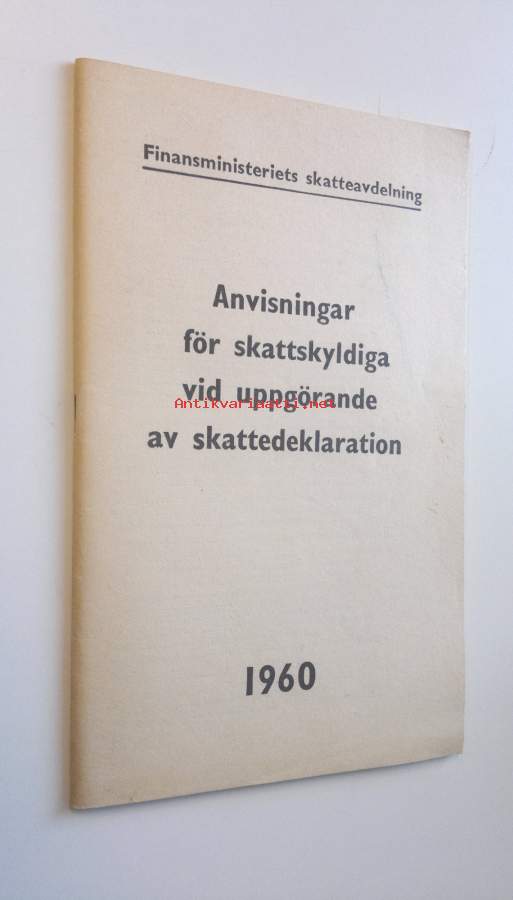 Finansministeriets skatteavdelning
Anvisningar
för skattskyldiga
vid uppgörande
Antikvariaatti.net
av skattedeklaration
1960